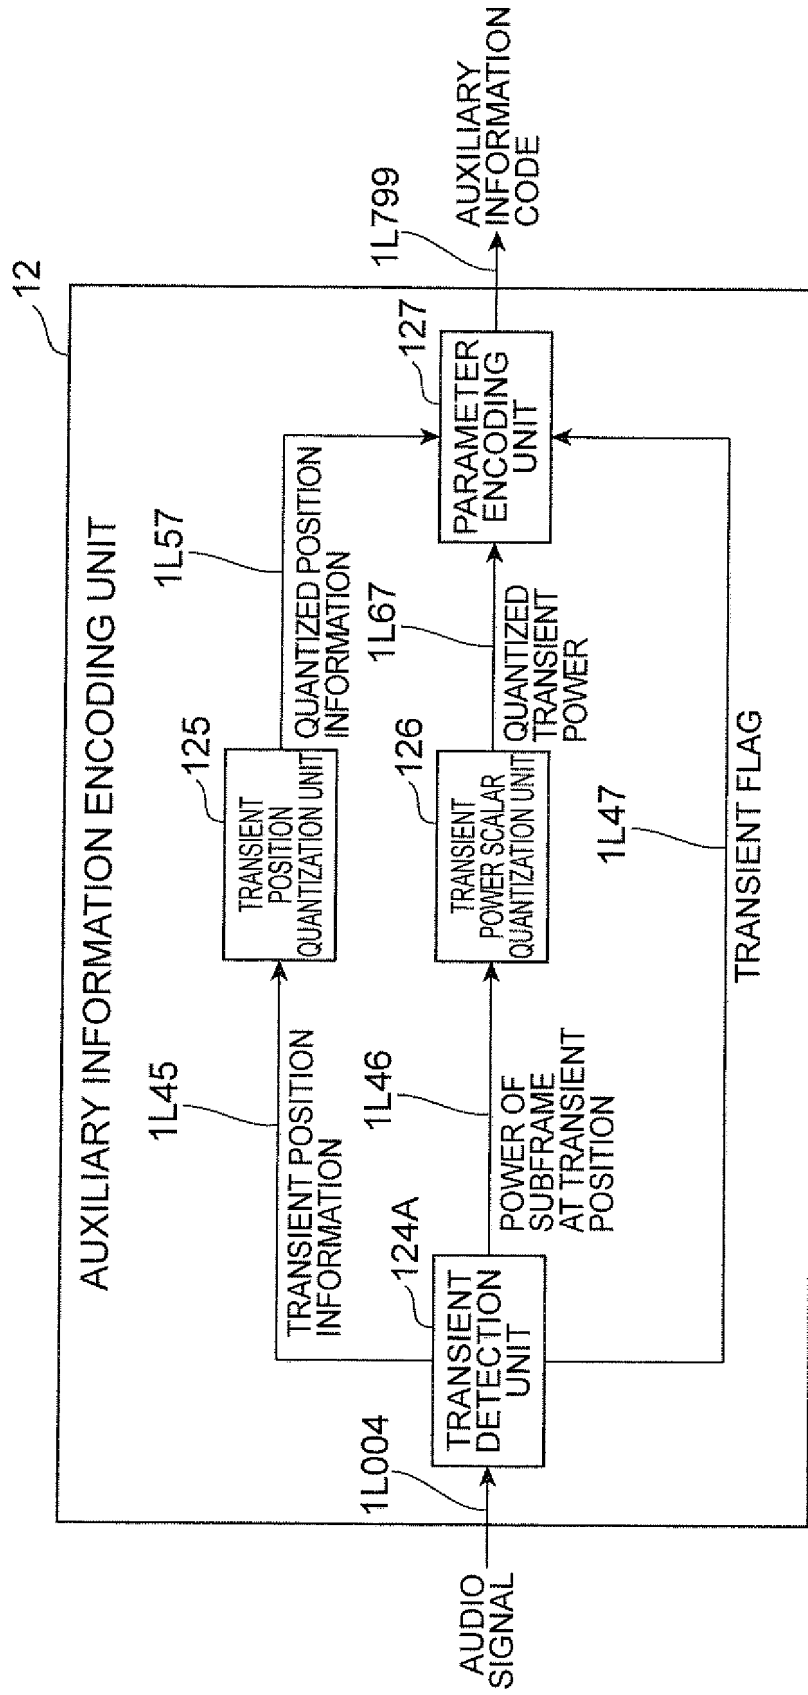 12
AUXILIARY INFORMATION ENCODING UNIT
1L45
125
1L57
TRANSIENT POSITION
INFORMATION
TRANSIENT
POSITION
QUANTIZATION UNIT
QUANTIZED POSITION
INFORMATION
AUDIO
SIGNAL
1L004
124A
TRANSIENT
DETECTION
UNIT
1L46
POWER OF
SUBFRAME
AT TRANSIENT
POSITION
126
TRANSIENT
POWER SCALAR
QUANTIZATION UNIT
1L67
QUANTIZED
TRANSIENT
POWER
127
PARAMETER
ENCODING
UNIT
1L799
AUXILIARY
INFORMATION
CODE
1L47
TRANSIENT FLAG